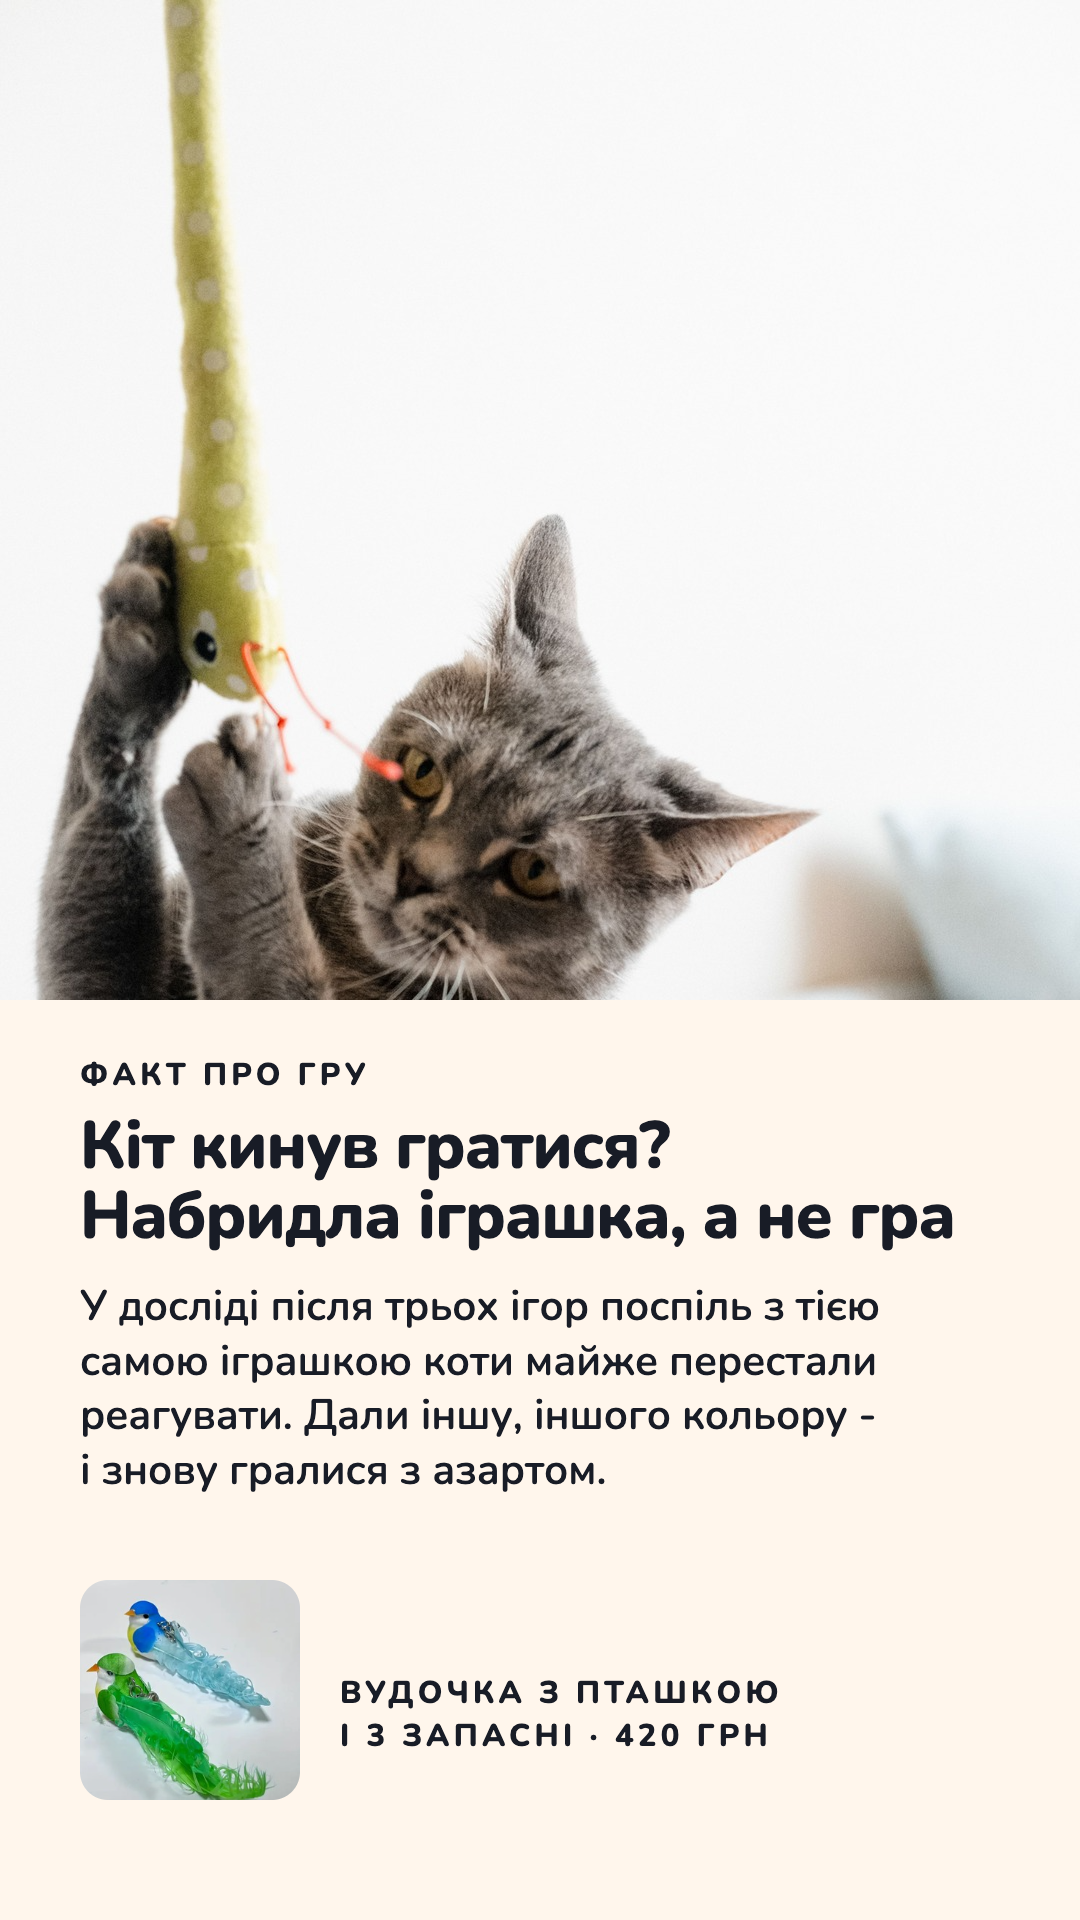 ФАКТ ПРО ГРУ
Кіт кинув гратися?
Набридла іграшка, а не гра
У досліді після трьох ігор поспіль з тією
самою іграшкою коти майже перестали
реагувати. Дали іншу, іншого кольору -
і знову гралися з азартом.
ВУДОЧКА З ПТАШКОЮ
І 3 ЗАПАСНІ · 420 ГРН